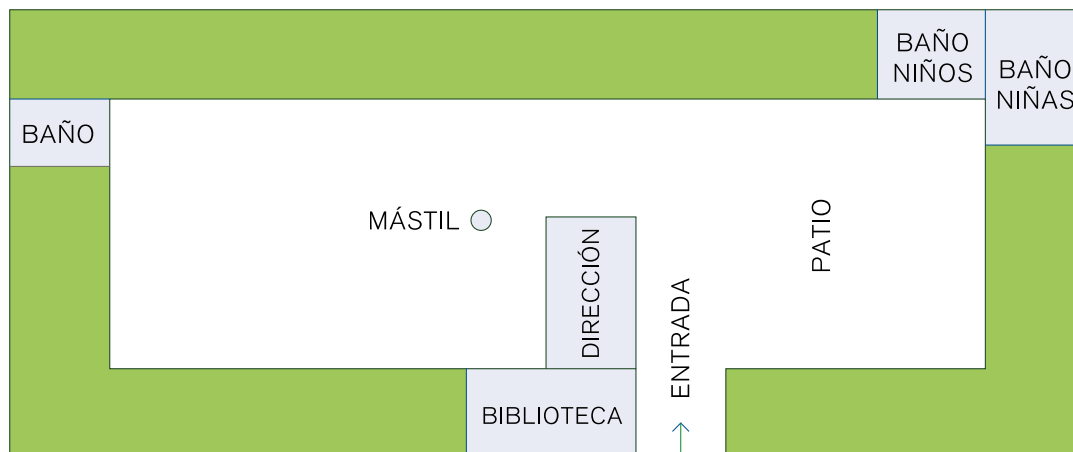 BAÑO
NIÑOS
BAÑO
NIÑAS
BAÑO
MÁSTIL
DIRECCIÓN
PATIO
ENTRADA
BIBLIOTECA